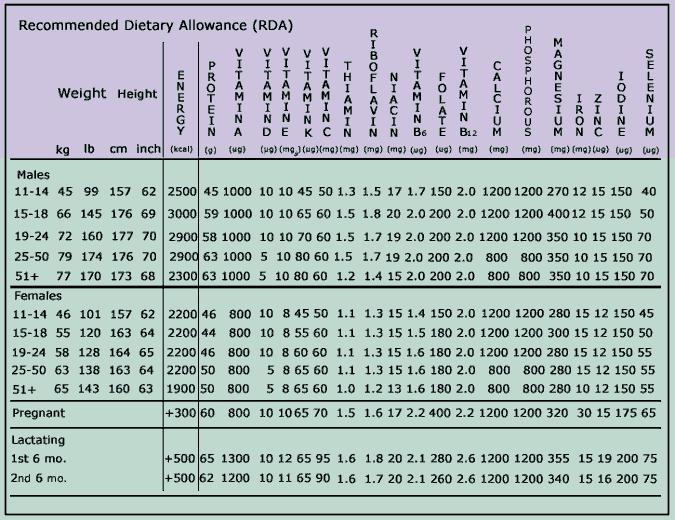 Recommended Dietary Allowance (RDA)
Weight Height ENERGY PROTEIN VITAMIN A VITAMIN D VITAMIN E VITAMIN K VITAMIN C THIAMIN RIBOFLAVIN NIACIN VITAMIN B6 FOLATE VITAMIN B12 CALCIUM PHOSPHOROUS MAGNESIUM IRON ZINC IODINE SELENIUM
kg lb cm inch (kcal) (g) (ug) (ug) (mg) (ug) (mg) (mg) (mg) (mg) (ug) (ug) (mg) (mg) (mg) (mg) (mg) (ug) (ug)
Males
11-14 45 99 157 62 2500 45 1000 10 10 45 50 1.3 1.5 17 1.7 150 2.0 1200 1200 270 12 15 150 40
15-18 66 145 176 69 3000 59 1000 10 10 65 60 1.5 1.8 20 2.0 200 2.0 1200 1200 400 12 15 150 50
19-24 72 160 177 70 2900 58 1000 10 10 70 60 1.5 1.7 19 2.0 200 2.0 1200 1200 350 10 15 150 70
25-50 79 174 176 70 2900 63 1000 5 10 80 60 1.5 1.7 19 2.0 200 2.0 800 800 350 10 15 150 70
51+ 77 170 173 68 2300 63 1000 5 10 80 60 1.2 1.4 15 2.0 200 2.0 800 800 350 10 15 150 70
Females
11-14 46 101 157 62 2200 46 800 10 8 45 50 1.1 1.3 15 1.4 150 2.0 1200 1200 280 15 12 150 45
15-18 55 120 163 64 2200 44 800 10 8 55 60 1.1 1.3 15 1.5 180 2.0 1200 1200 300 15 12 150 50
19-24 58 128 164 65 2200 46 800 10 8 60 60 1.1 1.3 15 1.6 180 2.0 1200 1200 280 15 12 150 55
25-50 63 138 163 64 2200 50 800 5 8 65 60 1.1 1.3 15 1.6 180 2.0 800 800 280 15 12 150 55
51+ 65 143 160 63 1900 50 800 5 8 65 60 1.0 1.2 13 1.6 180 2.0 800 800 280 10 12 150 55
Pregnant +300 60 800 10 10 65 70 1.5 1.6 17 2.2 400 2.2 1200 1200 320 30 15 175 65
Lactating
1st 6 mo. +500 65 1300 10 12 65 95 1.6 1.8 20 2.1 280 2.6 1200 1200 355 15 19 200 75
2nd 6 mo. +500 62 1200 10 11 65 90 1.6 1.7 20 2.1 260 2.6 1200 1200 340 15 16 200 75